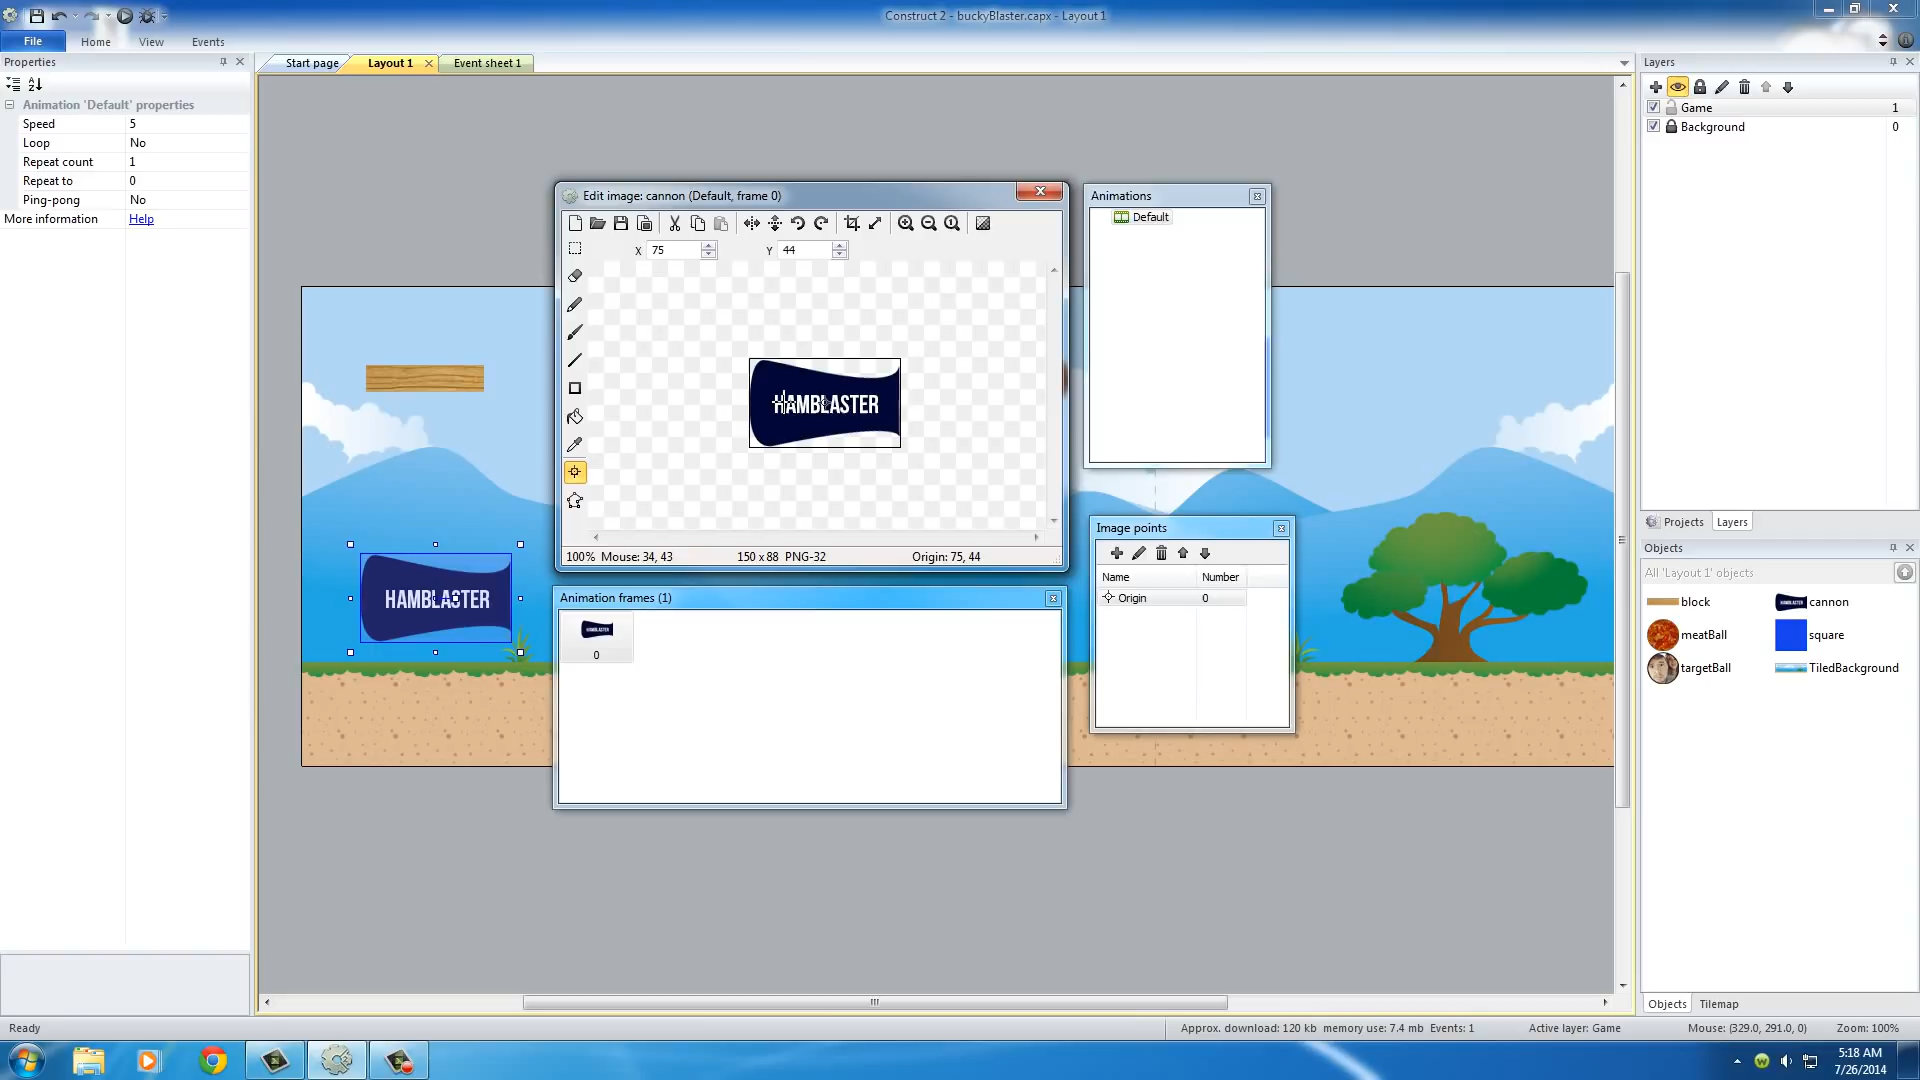 Construct 2 - buckyBlaster.capx - Layout 1
File
Home
View
Events
Properties
Animation 'Default' properties
Speed 5
Loop No
Repeat count 1
Repeat to 0
Ping-pong No
More information Help
Start page
Layout 1
Event sheet 1
Edit image: cannon (Default, frame 0)
X 75
Y 44
HAMBLASTER
100% Mouse: 34, 43
150 x 88 PNG-32
Origin: 75, 44
Animations
Default
HAMBLASTER
Image points
Name Number
Origin 0
Animation frames (1)
HAMBLASTER
0
Layers
Game 1
Background 0
Projects
Layers
Objects
All 'Layout 1' objects
block
cannon
meatBall
square
targetBall
TiledBackground
Objects
Tilemap
Ready
Approx. download: 120 kb memory use: 7.4 mb Events: 1
Active layer: Game
Mouse: (329.0, 291.0, 0)
Zoom: 100%
5:18 AM
7/26/2014